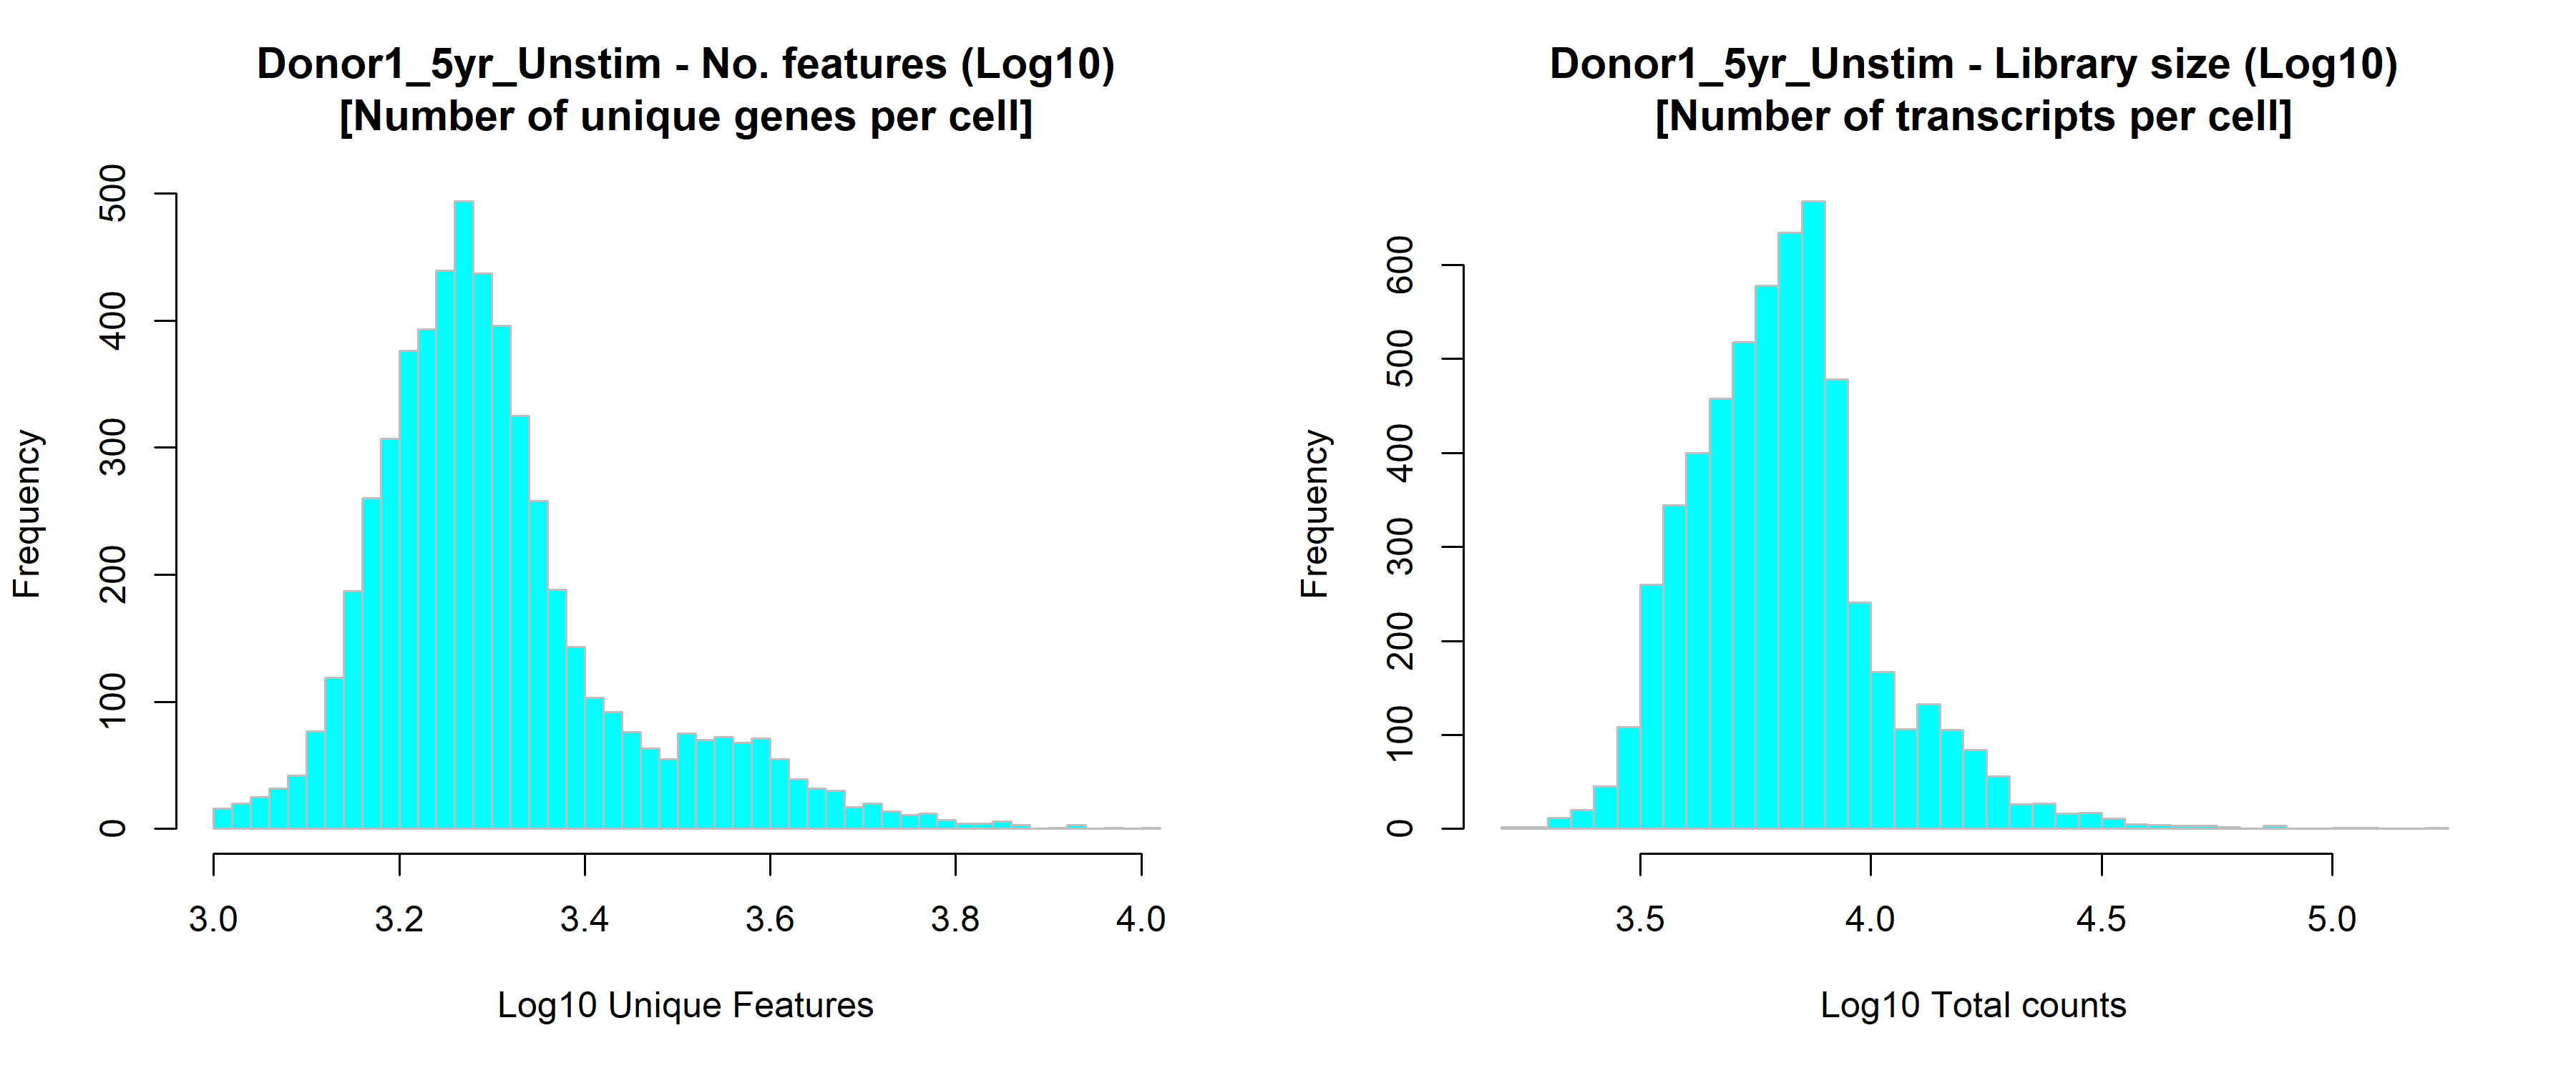 Donor1_5yr_Unstim - No. features (Log10)
[Number of unique genes per cell]
Frequency
500
400
300
200
100
0
3.0 3.2 3.4 3.6 3.8 4.0
Log10 Unique Features
Donor1_5yr_Unstim - Library size (Log10)
[Number of transcripts per cell]
Frequency
600
500
400
300
200
100
0
3.5 4.0 4.5 5.0
Log10 Total counts